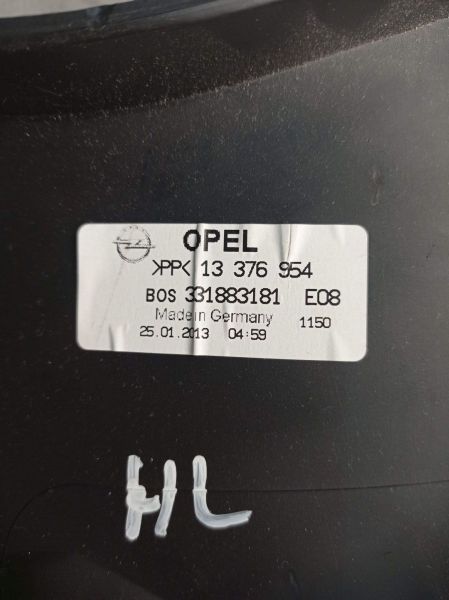 OPEL
>PP< 13 376 954
BOS 331883181 E08
Made in Germany 1150
25.01.2013 04:59
HL